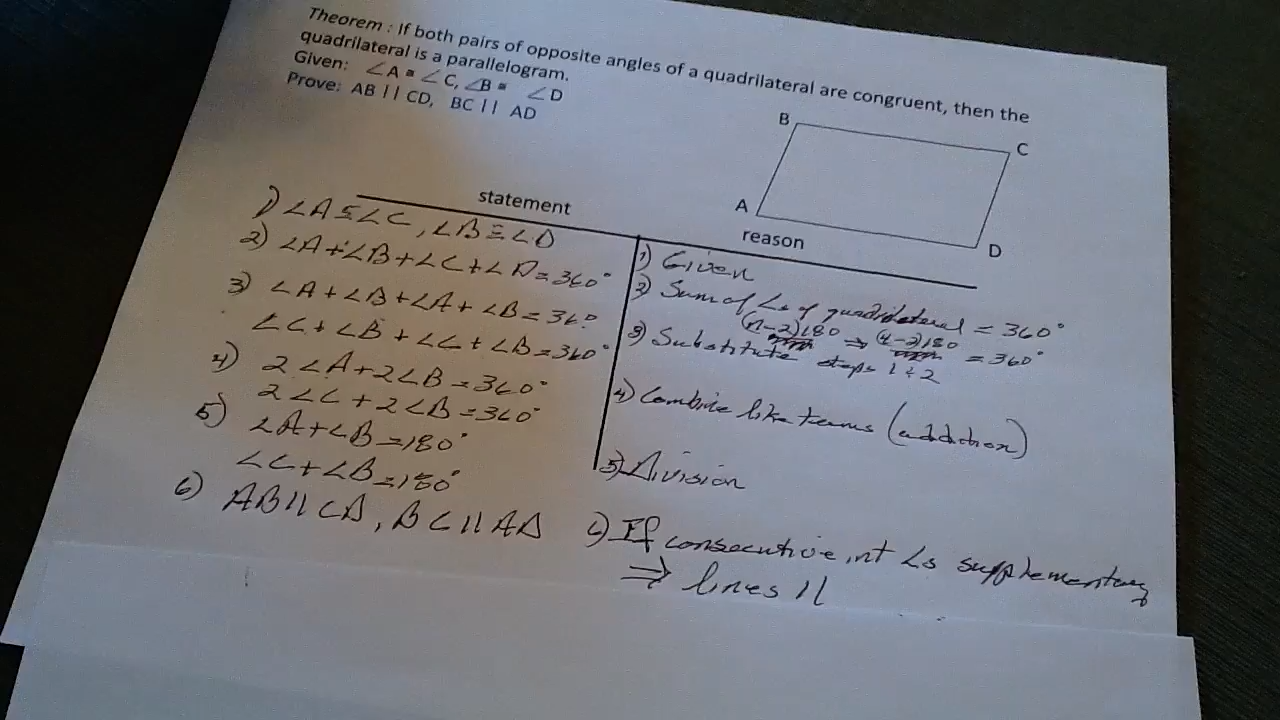 Theorem : If both pairs of opposite angles of a quadrilateral are congruent, then the
quadrilateral is a parallelogram.
Given: ∠A ≅ ∠C, ∠B ≅ ∠D
Prove: AB || CD, BC || AD
B
C
A
D
statement
reason
1) ∠A ≅ ∠C, ∠B ≅ ∠D
1) Given
2) ∠A + ∠B + ∠C + ∠D = 360°
2) Sum of ∠s of quadrilateral = 360°
(n-2)180 ⇒ (4-2)180 = 360°
3) ∠A + ∠B + ∠A + ∠B = 360
∠C + ∠B + ∠C + ∠B = 360°
3) Substitute steps 1 & 2
4) 2∠A + 2∠B = 360°
2∠C + 2∠B = 360°
4) Combine like terms (addition)
5) ∠A + ∠B = 180°
∠C + ∠B = 180°
5) Division
6) AB || CD, BC || AD
6) If consecutive int ∠s supplementary
⇒ lines ||